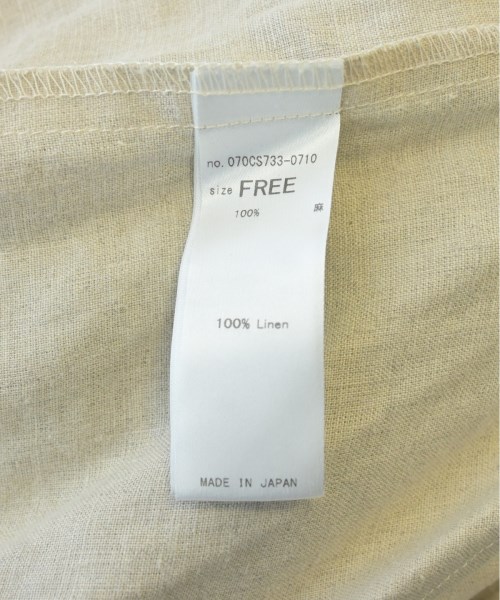 no. 070CS733-0710
size FREE
100% 麻
100% Linen
MADE IN JAPAN